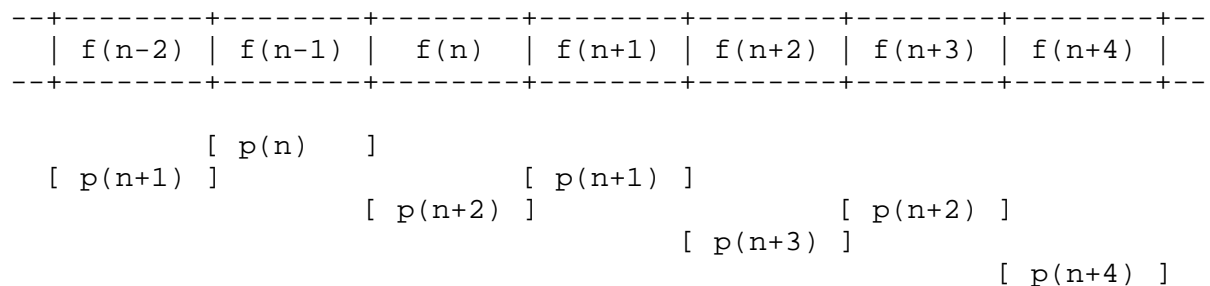 --+--------+--------+--------+--------+--------+--------+--------+--
  | f(n-2) | f(n-1) |  f(n)  | f(n+1) | f(n+2) | f(n+3) | f(n+4) |
--+--------+--------+--------+--------+--------+--------+--------+--
           [ p(n)   ]
  [ p(n+1) ]                 [ p(n+1) ]
                    [ p(n+2) ]                 [ p(n+2) ]
                                      [ p(n+3) ]
                                                        [ p(n+4) ]